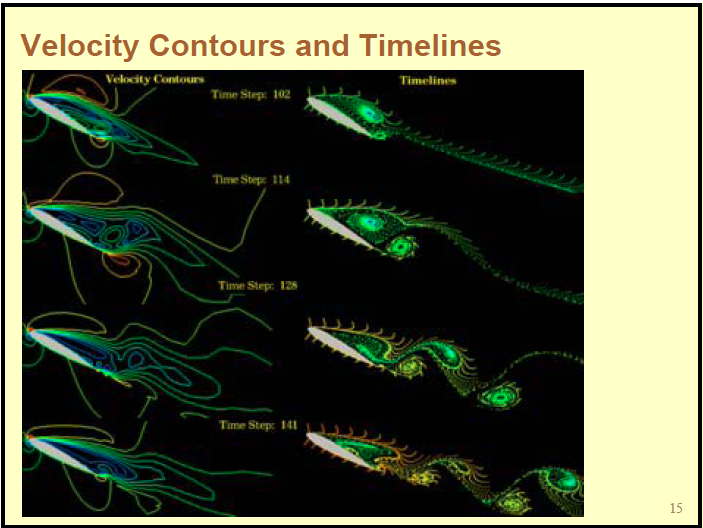 Velocity Contours and Timelines
Velocity Contours
Timelines
Time Step: 102
Time Step: 114
Time Step: 128
Time Step: 141
15